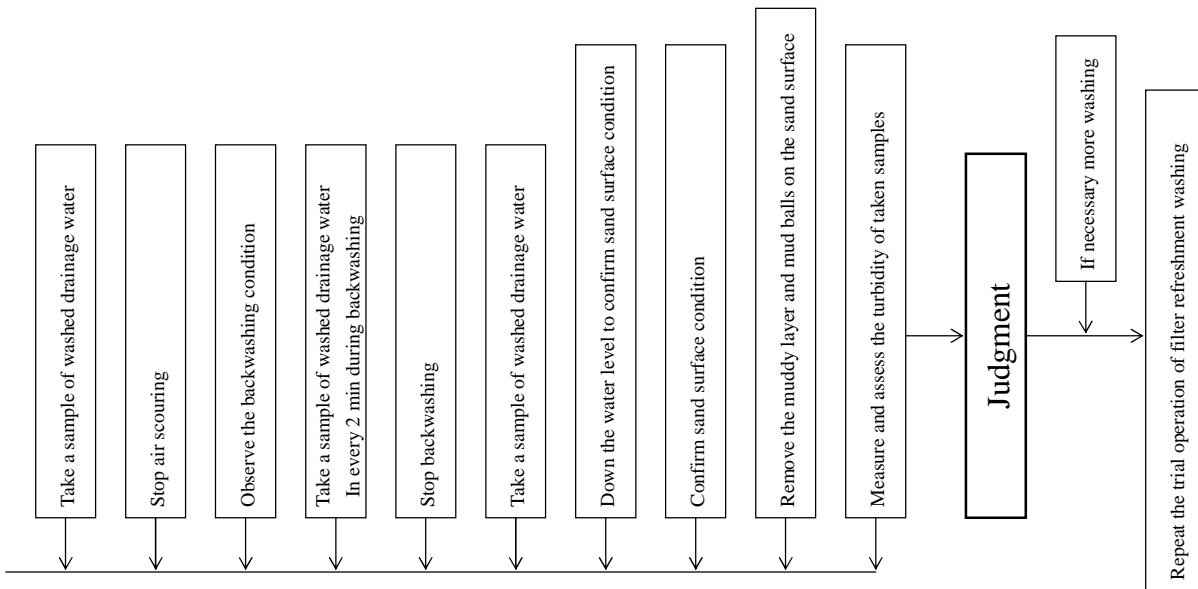 Take a sample of washed drainage water
Stop air scouring
Observe the backwashing condition
Take a sample of washed drainage water
In every 2 min during backwashing
Stop backwashing
Take a sample of washed drainage water
Down the water level to confirm sand surface condition
Confirm sand surface condition
Remove the muddy layer and mud balls on the sand surface
Measure and assess the turbidity of taken samples
Judgment
If necessary more washing
Repeat the trial operation of filter refreshment washing